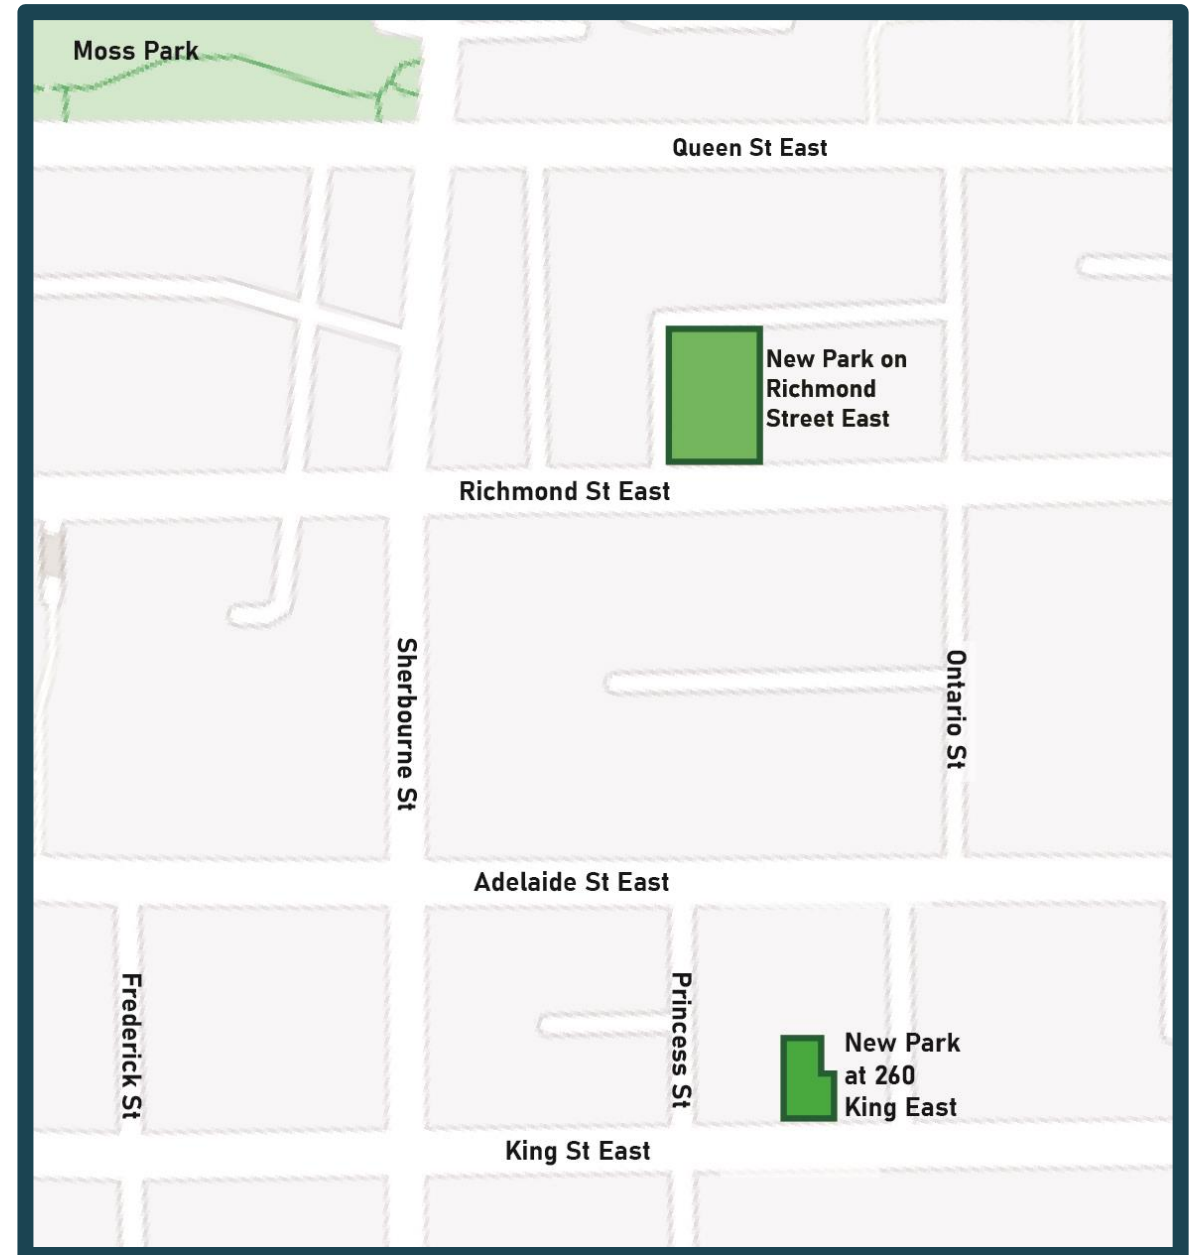 Moss Park
Queen St East
New Park on
Richmond
Street East
Richmond St East
Sherbourne St
Ontario St
Adelaide St East
Frederick St
Princess St
New Park
at 260
King East
King St East